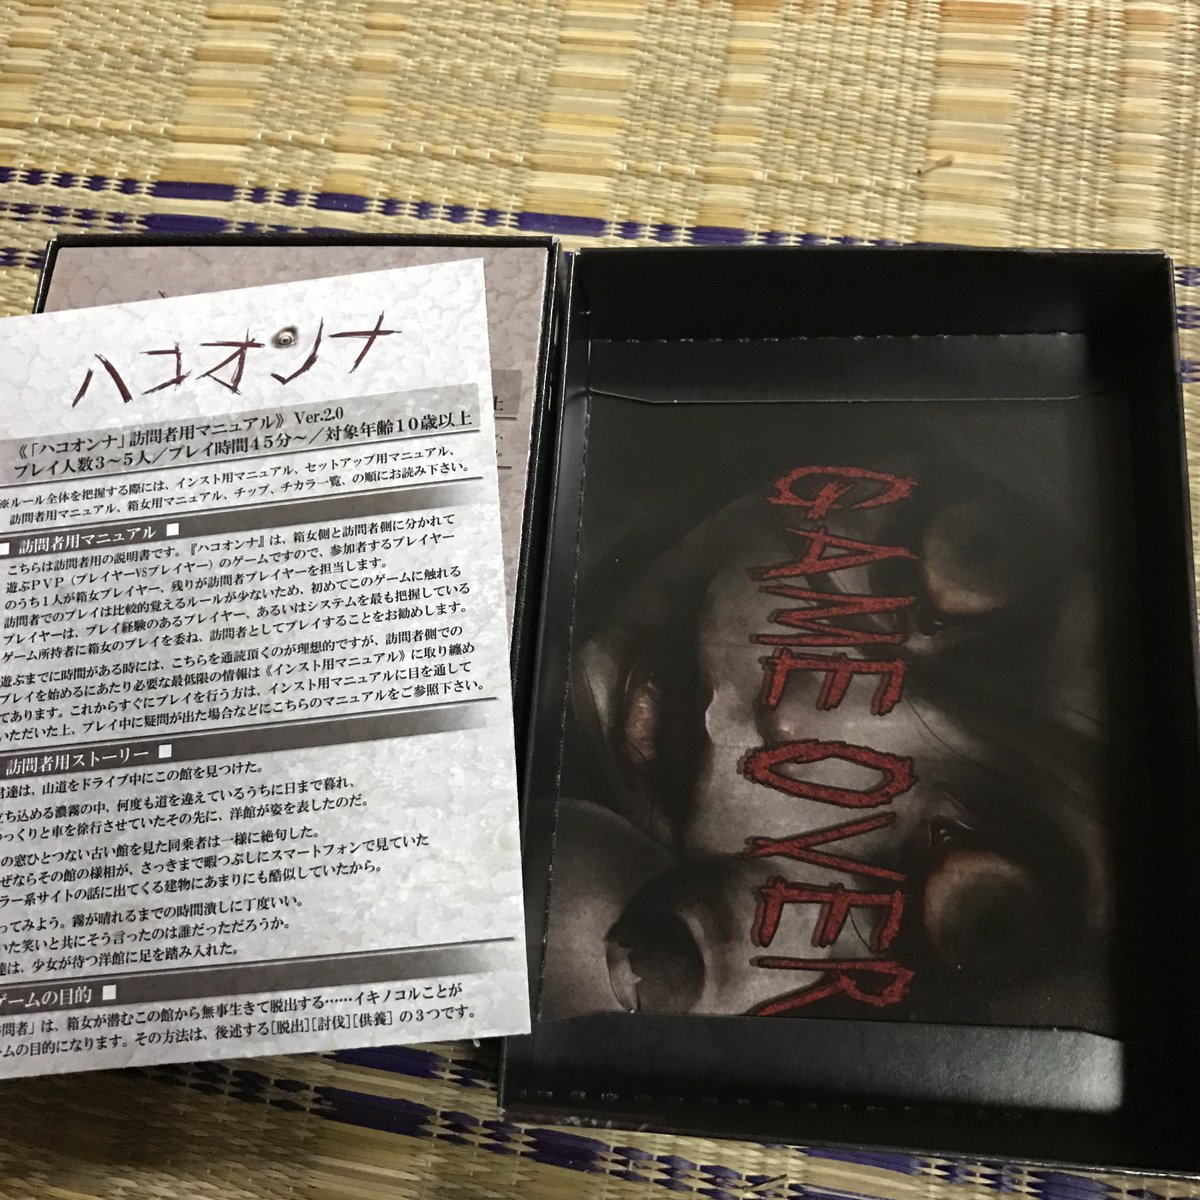 ハコオンナ
《「ハコオンナ」訪問者用マニュアル》 Ver.2.0
プレイ人数3〜5人／プレイ時間45分〜／対象年齢10歳以上
※ルール全体を把握する際には、インスト用マニュアル、セットアップ用マニュアル、
訪問者用マニュアル、箱女用マニュアル、チップ、チカラ一覧、の順にお読み下さい。
■ 訪問者用マニュアル ■
こちらは訪問者用の説明書です。『ハコオンナ』は、箱女側と訪問者側に分かれて
遊ぶPVP（プレイヤーVSプレイヤー）のゲームですので、参加者するプレイヤー
のうち1人が箱女プレイヤー、残りが訪問者プレイヤーを担当します。
訪問者でのプレイは比較的覚えるルールが少ないため、初めてこのゲームに触れる
プレイヤーは、プレイ経験のあるプレイヤー、あるいはシステムを最も把握している
ゲーム所持者に箱女のプレイを委ね、訪問者としてプレイすることをお勧めします。
遊ぶまでに時間がある時には、こちらを通読頂くのが理想的ですが、訪問者側での
プレイを始めるにあたり必要な最低限の情報は《インスト用マニュアル》に取り纏め
てあります。これからすぐにプレイを行う方は、インスト用マニュアルに目を通して
いただいた上、プレイ中に疑問が出た場合などにこちらのマニュアルをご参照下さい。
訪問者用ストーリー ■
君達は、山道をドライブ中にこの館を見つけた。
立ち込める濃霧の中、何度も道を違えているうちに日まで暮れ、
ゆっくりと車を徐行させていたその先に、洋館が姿を表したのだ。
の窓ひとつない古い館を見た同乗者は一様に絶句した。
ぜならその館の様相が、さっきまで暇つぶしにスマートフォンで見ていた
ラー系サイトの話に出てくる建物にあまりにも酷似していたから。
ってみよう。霧が晴れるまでの時間潰しに丁度いい。
いた笑いと共にそう言ったのは誰だっただろうか。
達は、少女が待つ洋館に足を踏み入れた。
ゲームの目的 ■
訪問者」は、箱女が潜むこの館から無事生きて脱出する……イキノコルことが
ームの目的になります。その方法は、後述する[脱出][討伐][供養] の3つです。
GAME OVER